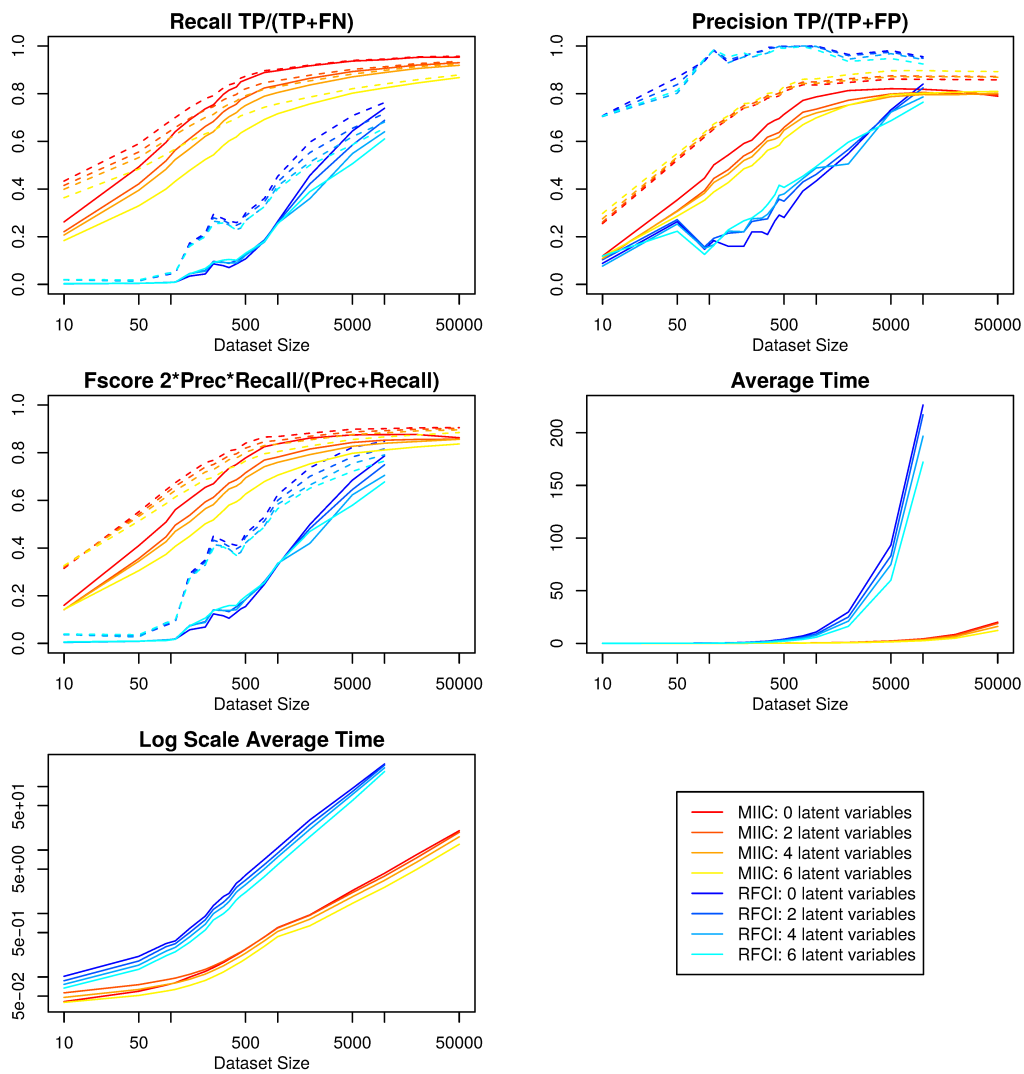 Recall TP/(TP+FN)
0.0 0.2 0.4 0.6 0.8 1.0
10 50 500 5000 50000
Dataset Size
Precision TP/(TP+FP)
0.0 0.2 0.4 0.6 0.8 1.0
10 50 500 5000 50000
Dataset Size
Fscore 2*Prec*Recall/(Prec+Recall)
0.0 0.2 0.4 0.6 0.8 1.0
10 50 500 5000 50000
Dataset Size
Average Time
0 50 100 150 200
10 50 500 5000 50000
Dataset Size
Log Scale Average Time
5e−02 5e−01 5e+00 5e+01
10 50 500 5000 50000
Dataset Size
MIIC: 0 latent variables
MIIC: 2 latent variables
MIIC: 4 latent variables
MIIC: 6 latent variables
RFCI: 0 latent variables
RFCI: 2 latent variables
RFCI: 4 latent variables
RFCI: 6 latent variables